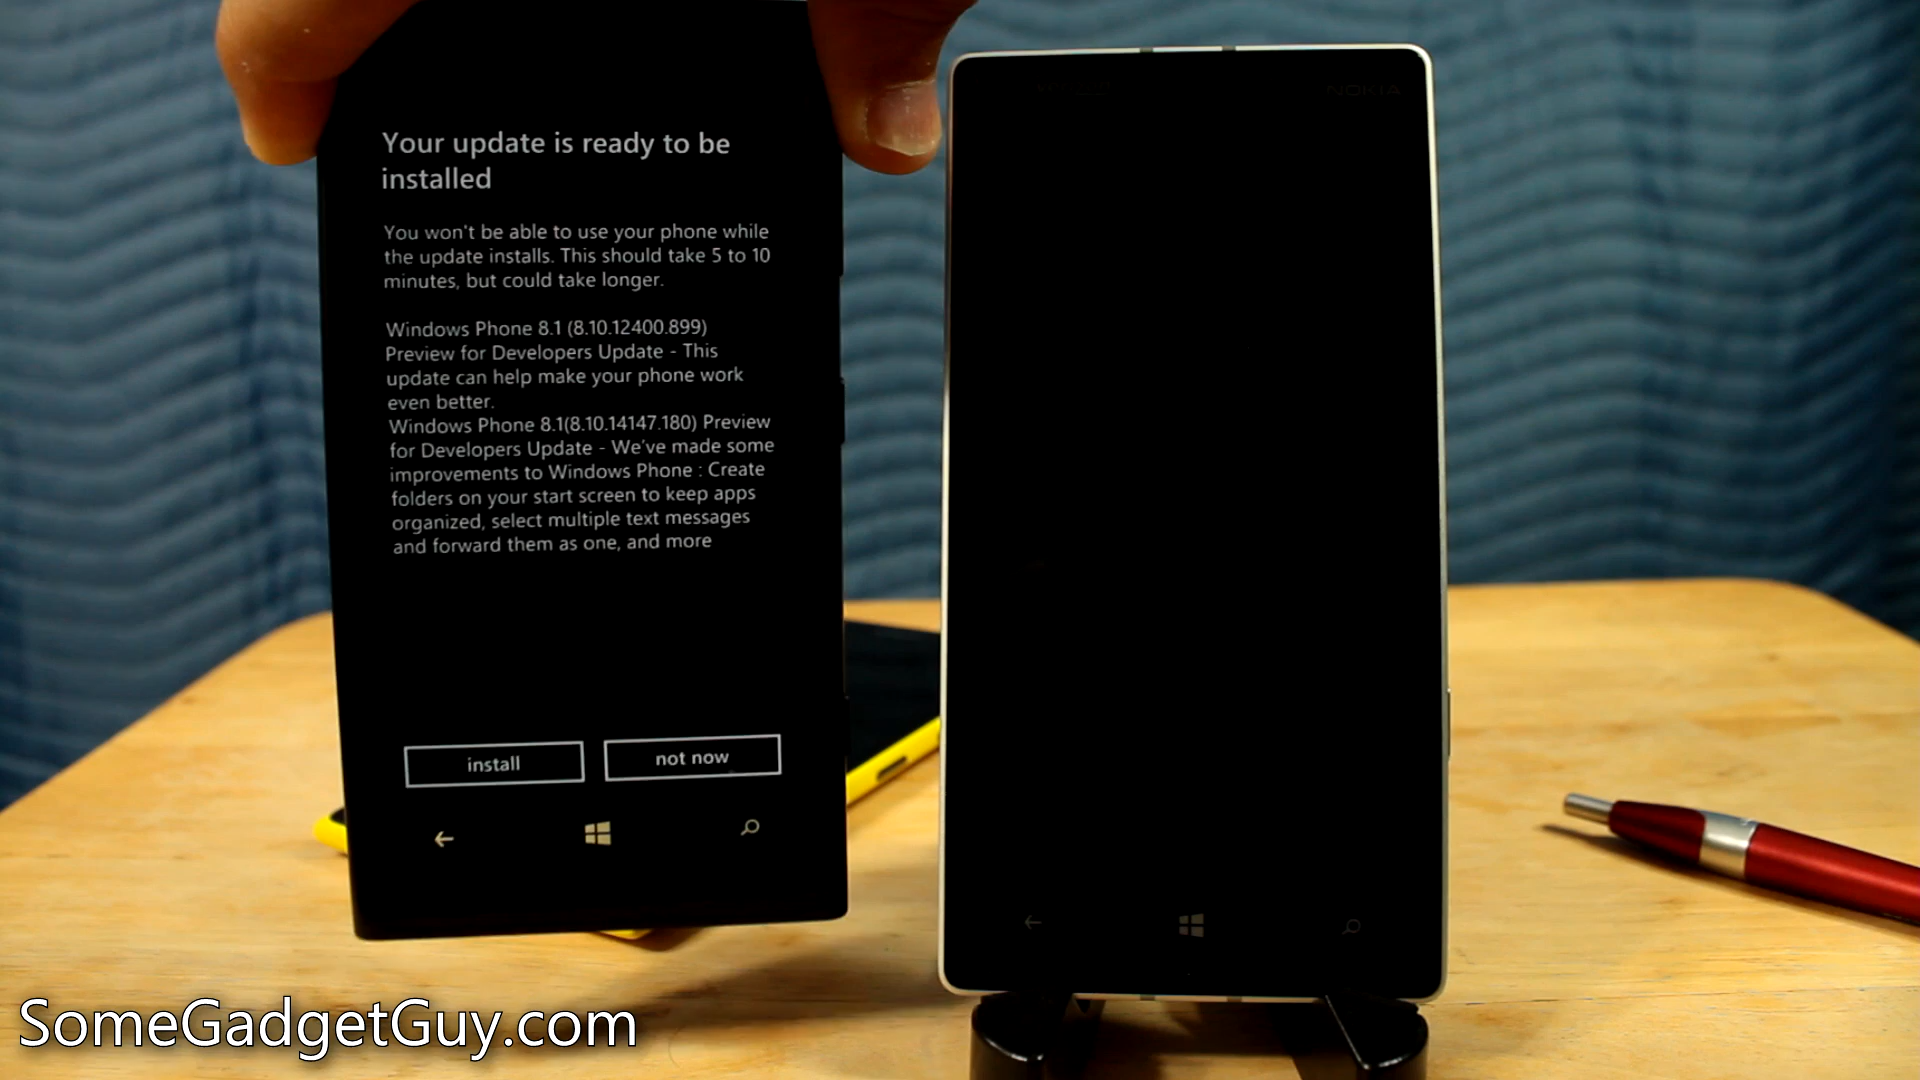 Your update is ready to be
installed
You won't be able to use your phone while
the update installs. This should take 5 to 10
minutes, but could take longer.
Windows Phone 8.1 (8.10.12400.899)
Preview for Developers Update - This
update can help make your phone work
even better.
Windows Phone 8.1(8.10.14147.180) Preview
for Developers Update - We've made some
improvements to Windows Phone : Create
folders on your start screen to keep apps
organized, select multiple text messages
and forward them as one, and more
install
not now
NOKIA
SomeGadgetGuy.com